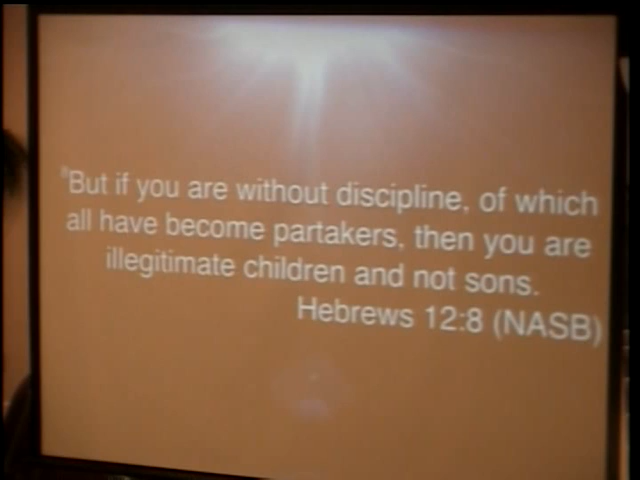 "But if you are without discipline, of which
all have become partakers, then you are
illegitimate children and not sons.
Hebrews 12:8 (NASB)